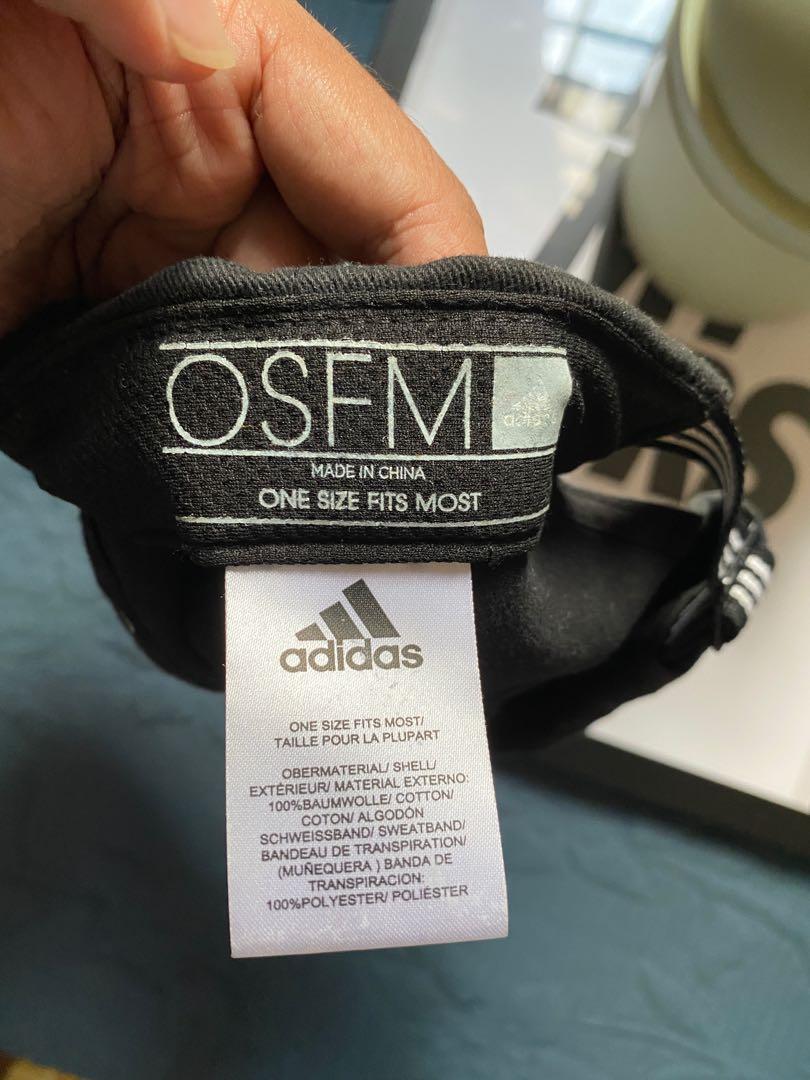 OSFM
adidas
MADE IN CHINA
ONE SIZE FITS MOST
adidas
ONE SIZE FITS MOST/
TAILLE POUR LA PLUPART
OBERMATERIAL/ SHELL/
EXTÉRIEUR/ MATERIAL EXTERNO:
100%BAUMWOLLE/ COTTON/
COTON/ ALGODÓN
SCHWEISSBAND/ SWEATBAND/
BANDEAU DE TRANSPIRATION/
(MUÑEQUERA ) BANDA DE
TRANSPIRACION:
100%POLYESTER/ POLIÉSTER